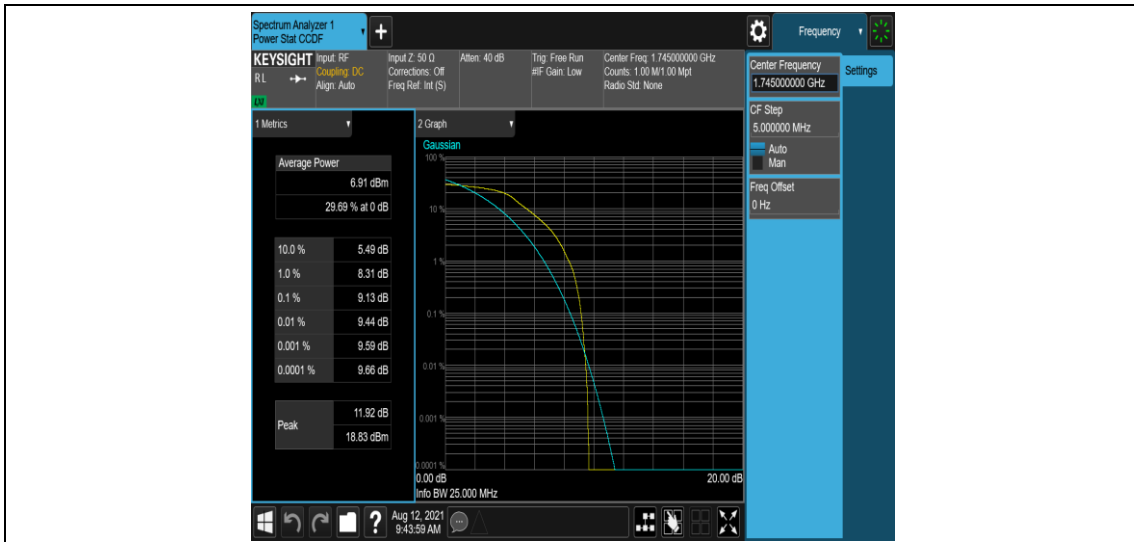 Spectrum Analyzer 1
Power Stat CCDF
+
Frequency
KEYSIGHT
RL
LM
Input: RF
Coupling: DC
Align: Auto
Input Z: 50 Ω
Corrections: Off
Freq Ref: Int (S)
Atten: 40 dB
Trig: Free Run
#IF Gain: Low
Center Freq: 1.745000000 GHz
Counts: 1.00 M/1.00 Mpt
Radio Std: None
Center Frequency
1.745000000 GHz
Settings
CF Step
5.000000 MHz
Auto
Man
Freq Offset
0 Hz
1 Metrics
Average Power
6.91 dBm
29.69 % at 0 dB
10.0 % 5.49 dB
1.0 % 8.31 dB
0.1 % 9.13 dB
0.01 % 9.44 dB
0.001 % 9.59 dB
0.0001 % 9.66 dB
Peak
11.92 dB
18.83 dBm
2 Graph
Gaussian
100 %
10 %
1 %
0.1 %
0.01 %
0.001 %
0.0001 %
0.00 dB 20.00 dB
Info BW 25.000 MHz
?
Aug 12, 2021
9:43:59 AM